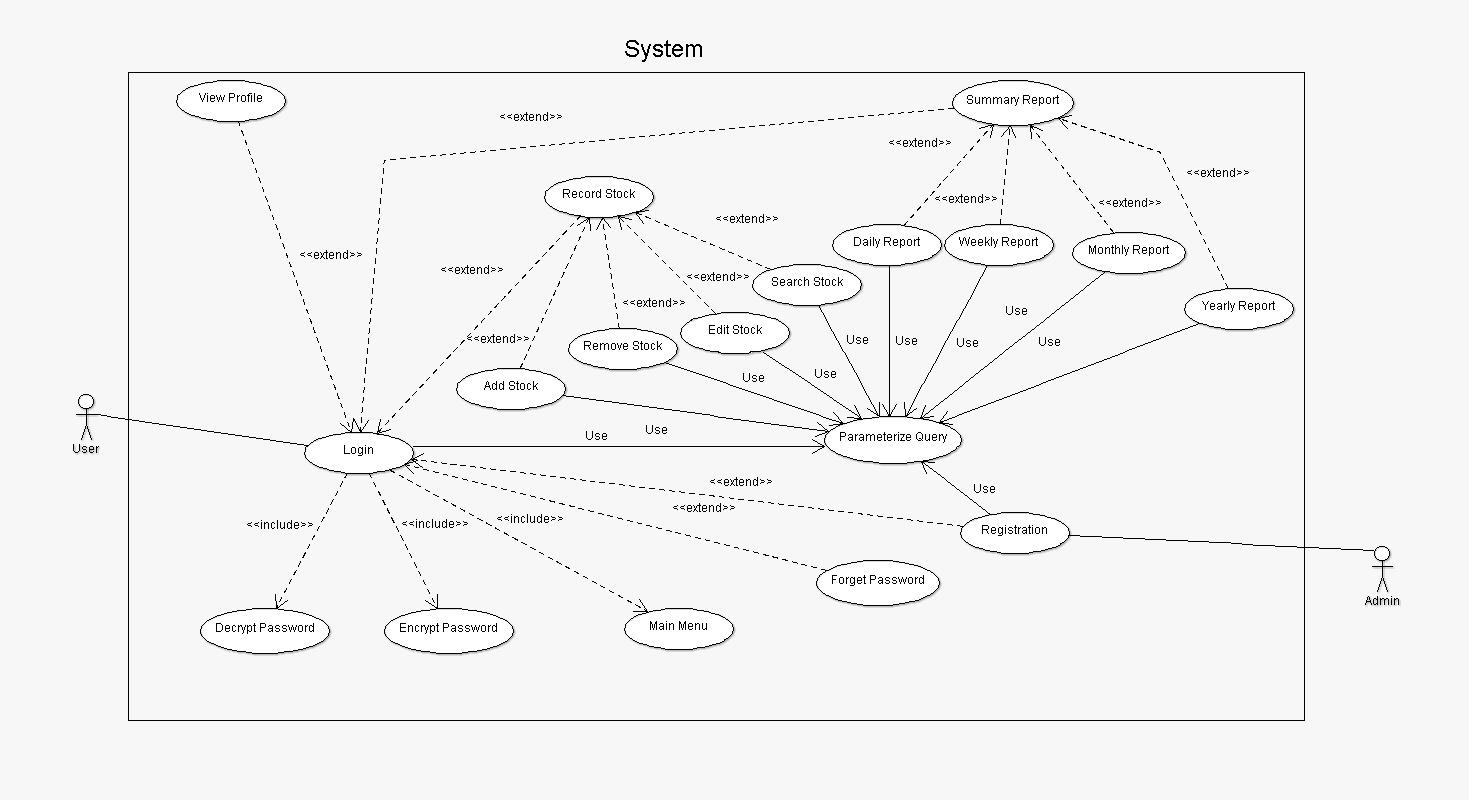 System
View Profile
Summary Report
<<extend>>
<<extend>>
<<extend>>
Record Stock
<<extend>>
<<extend>>
<<extend>>
Daily Report
Weekly Report
Monthly Report
<<extend>>
<<extend>>
<<extend>>
Search Stock
<<extend>>
Yearly Report
Use
Edit Stock
<<extend>>
Remove Stock
Use
Use
Use
Use
Use
Use
Add Stock
Use
Use
Parameterize Query
User
Login
<<extend>>
Use
<<extend>>
<<include>>
<<include>>
<<include>>
Registration
Forget Password
Admin
Decrypt Password
Encrypt Password
Main Menu